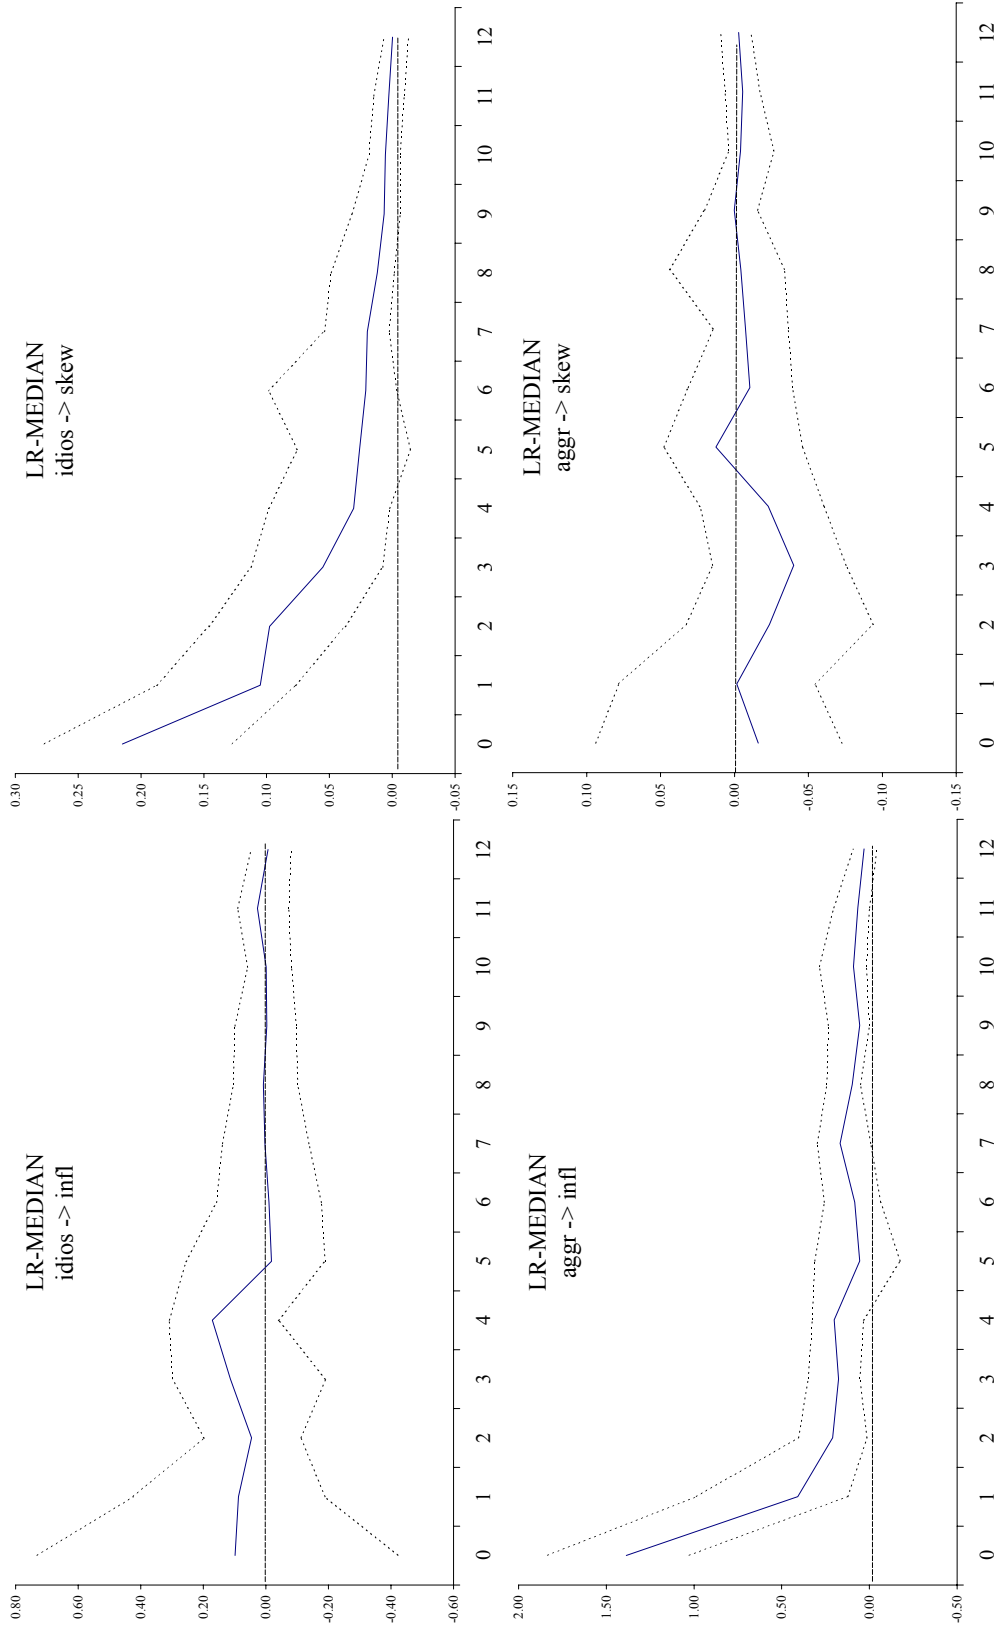 LR-MEDIAN
idios -> infl
0.80
0.60
0.40
0.20
0.00
-0.20
-0.40
-0.60
0 1 2 3 4 5 6 7 8 9 10 11 12
LR-MEDIAN
idios -> skew
0.30
0.25
0.20
0.15
0.10
0.05
0.00
-0.05
0 1 2 3 4 5 6 7 8 9 10 11 12
LR-MEDIAN
aggr -> infl
2.00
1.50
1.00
0.50
0.00
-0.50
0 1 2 3 4 5 6 7 8 9 10 11 12
LR-MEDIAN
aggr -> skew
0.15
0.10
0.05
0.00
-0.05
-0.10
-0.15
0 1 2 3 4 5 6 7 8 9 10 11 12